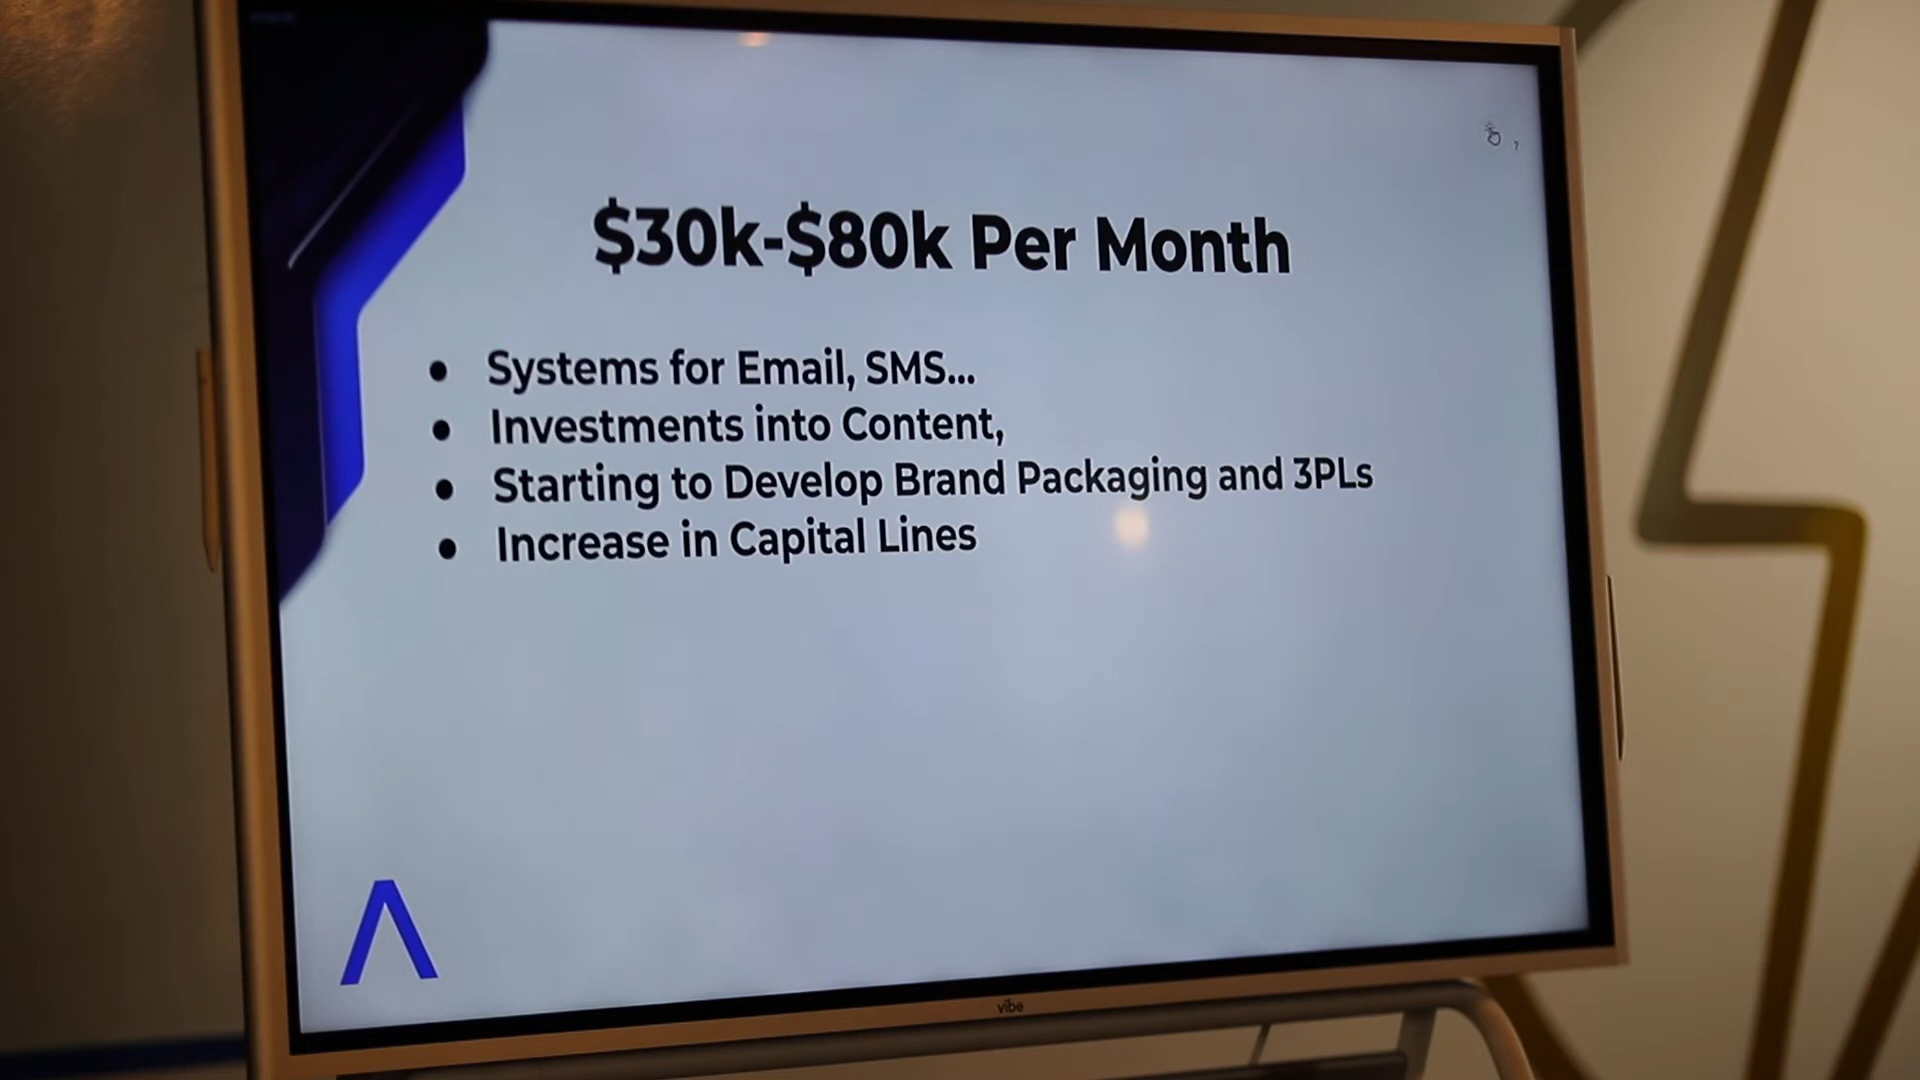 $30k-$80k Per Month
● Systems for Email, SMS...
● Investments into Content,
● Starting to Develop Brand Packaging and 3PLs
● Increase in Capital Lines
vibe